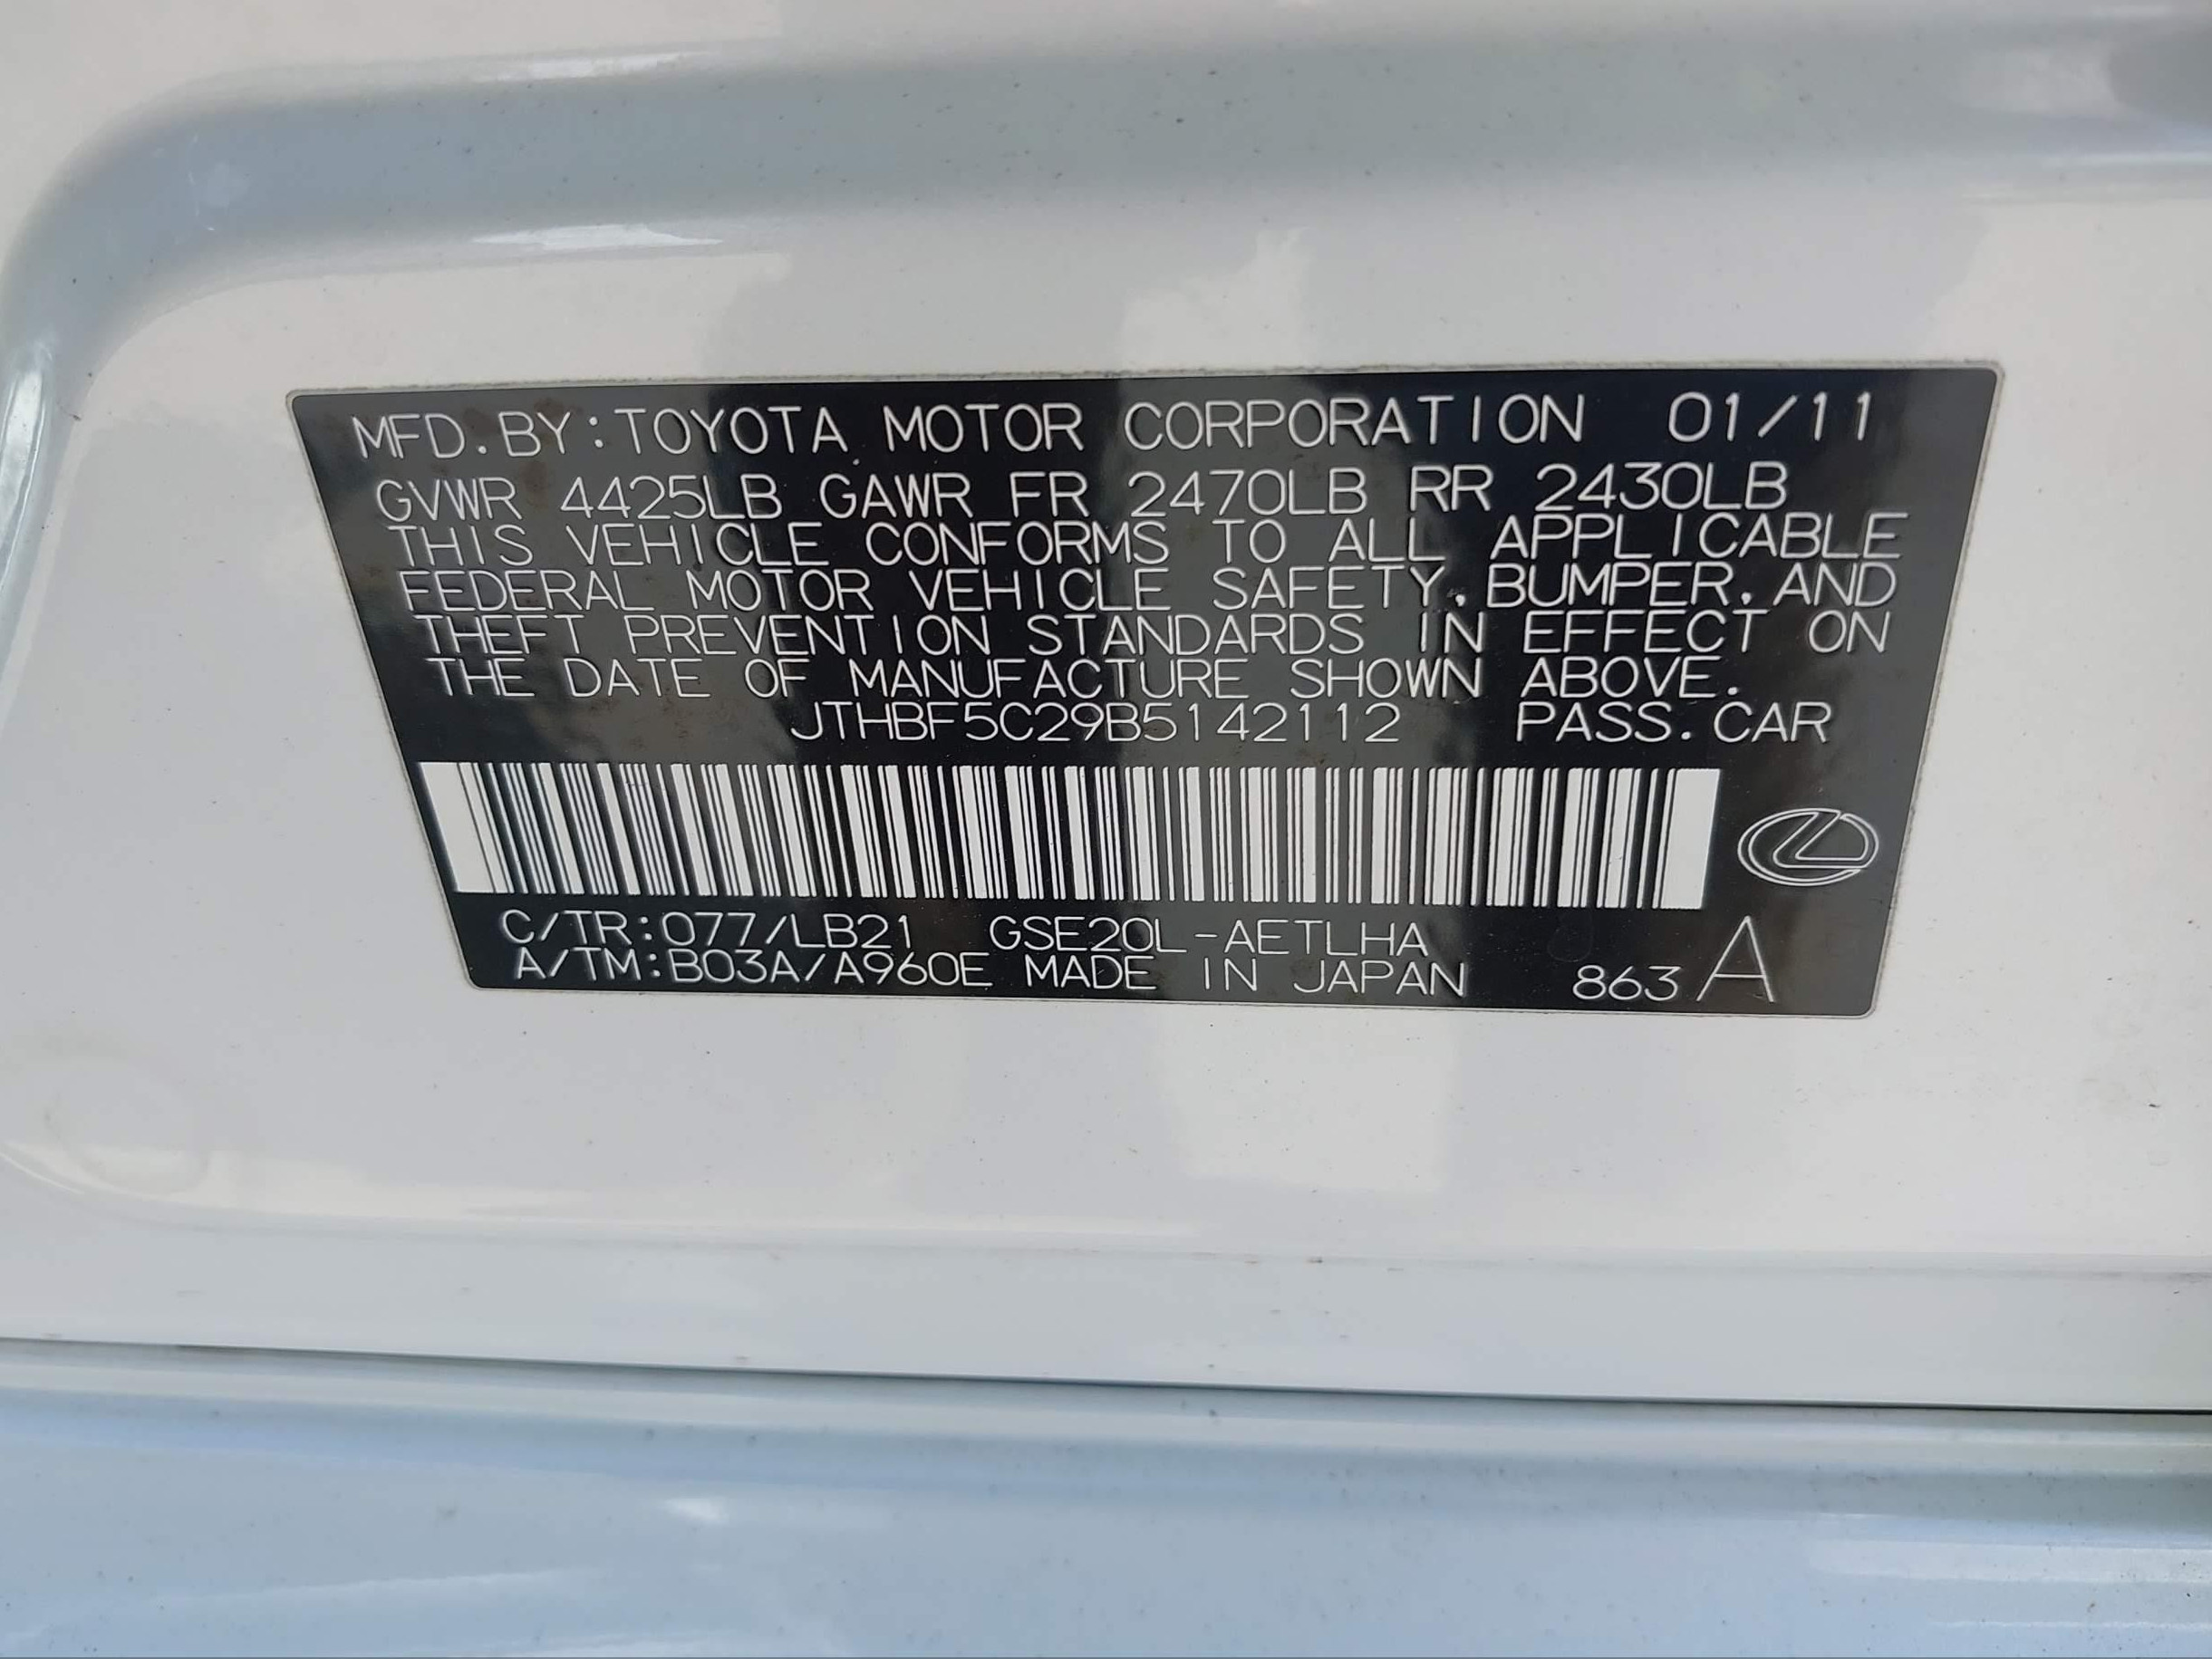 MFD.BY:TOYOTA MOTOR CORPORATION 01/11
GVWR 4425LB GAWR FR 2470LB RR 2430LB
THIS VEHICLE CONFORMS TO ALL APPLICABLE
FEDERAL MOTOR VEHICLE SAFETY, BUMPER, AND
THEFT PREVENTION STANDARDS IN EFFECT ON
THE DATE OF MANUFACTURE SHOWN ABOVE.
JTHBF5C29B5142112 PASS.CAR
C/TR:077/LB21 GSE20L-AETLHA
A/TM:B03A/A960E MADE IN JAPAN 863 A